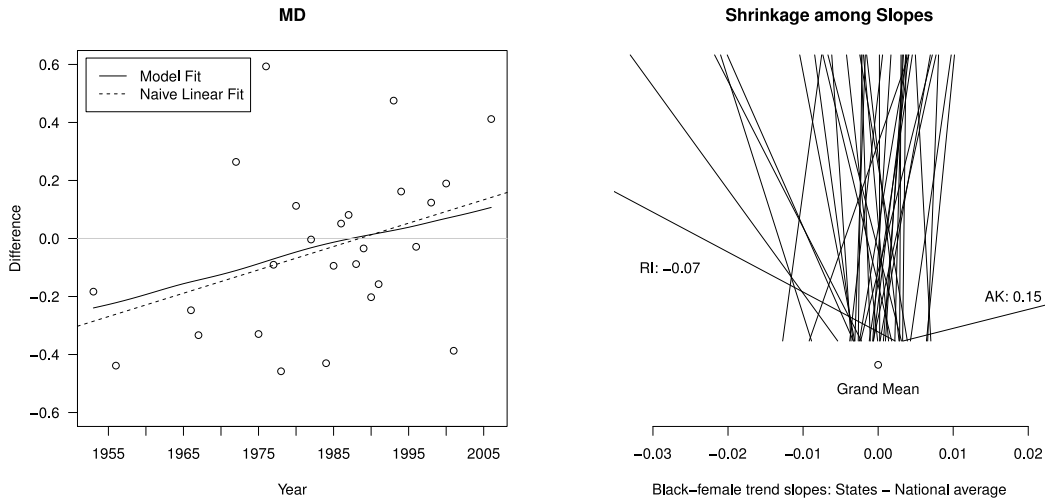 MD
Difference
0.6
0.4
0.2
0.0
−0.2
−0.4
−0.6
Model Fit
Naive Linear Fit
1955
1965
1975
1985
1995
2005
Year
Shrinkage among Slopes
RI: −0.07
AK: 0.15
Grand Mean
−0.03
−0.02
−0.01
0.00
0.01
0.02
Black−female trend slopes: States − National average